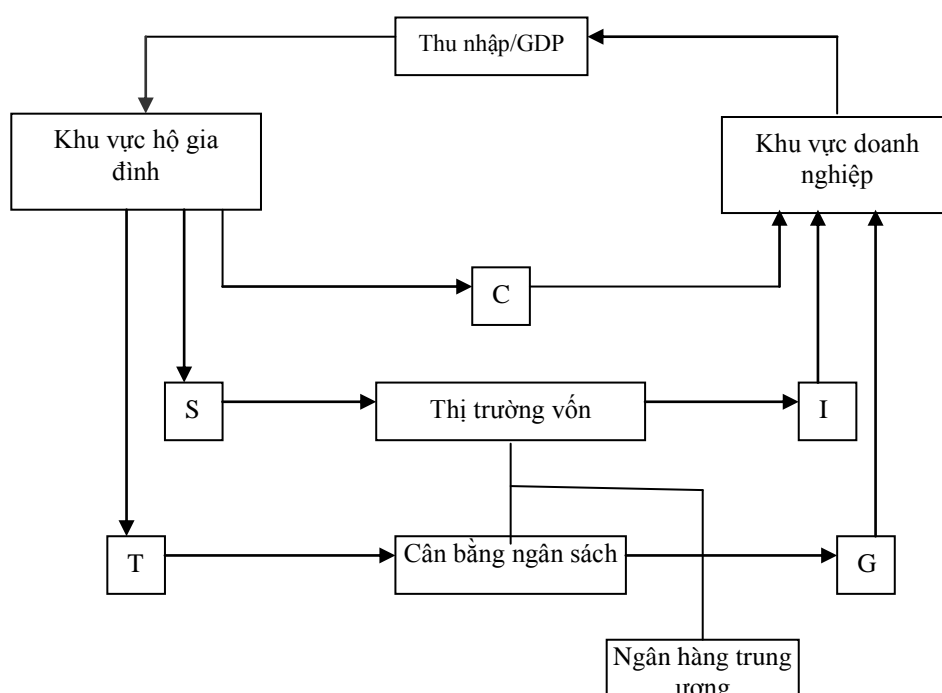 Thu nhập/GDP
Khu vực hộ gia
đình
Khu vực doanh
nghiệp
C
S
Thị trường vốn
I
T
Cân bằng ngân sách
G
Ngân hàng trung
ương